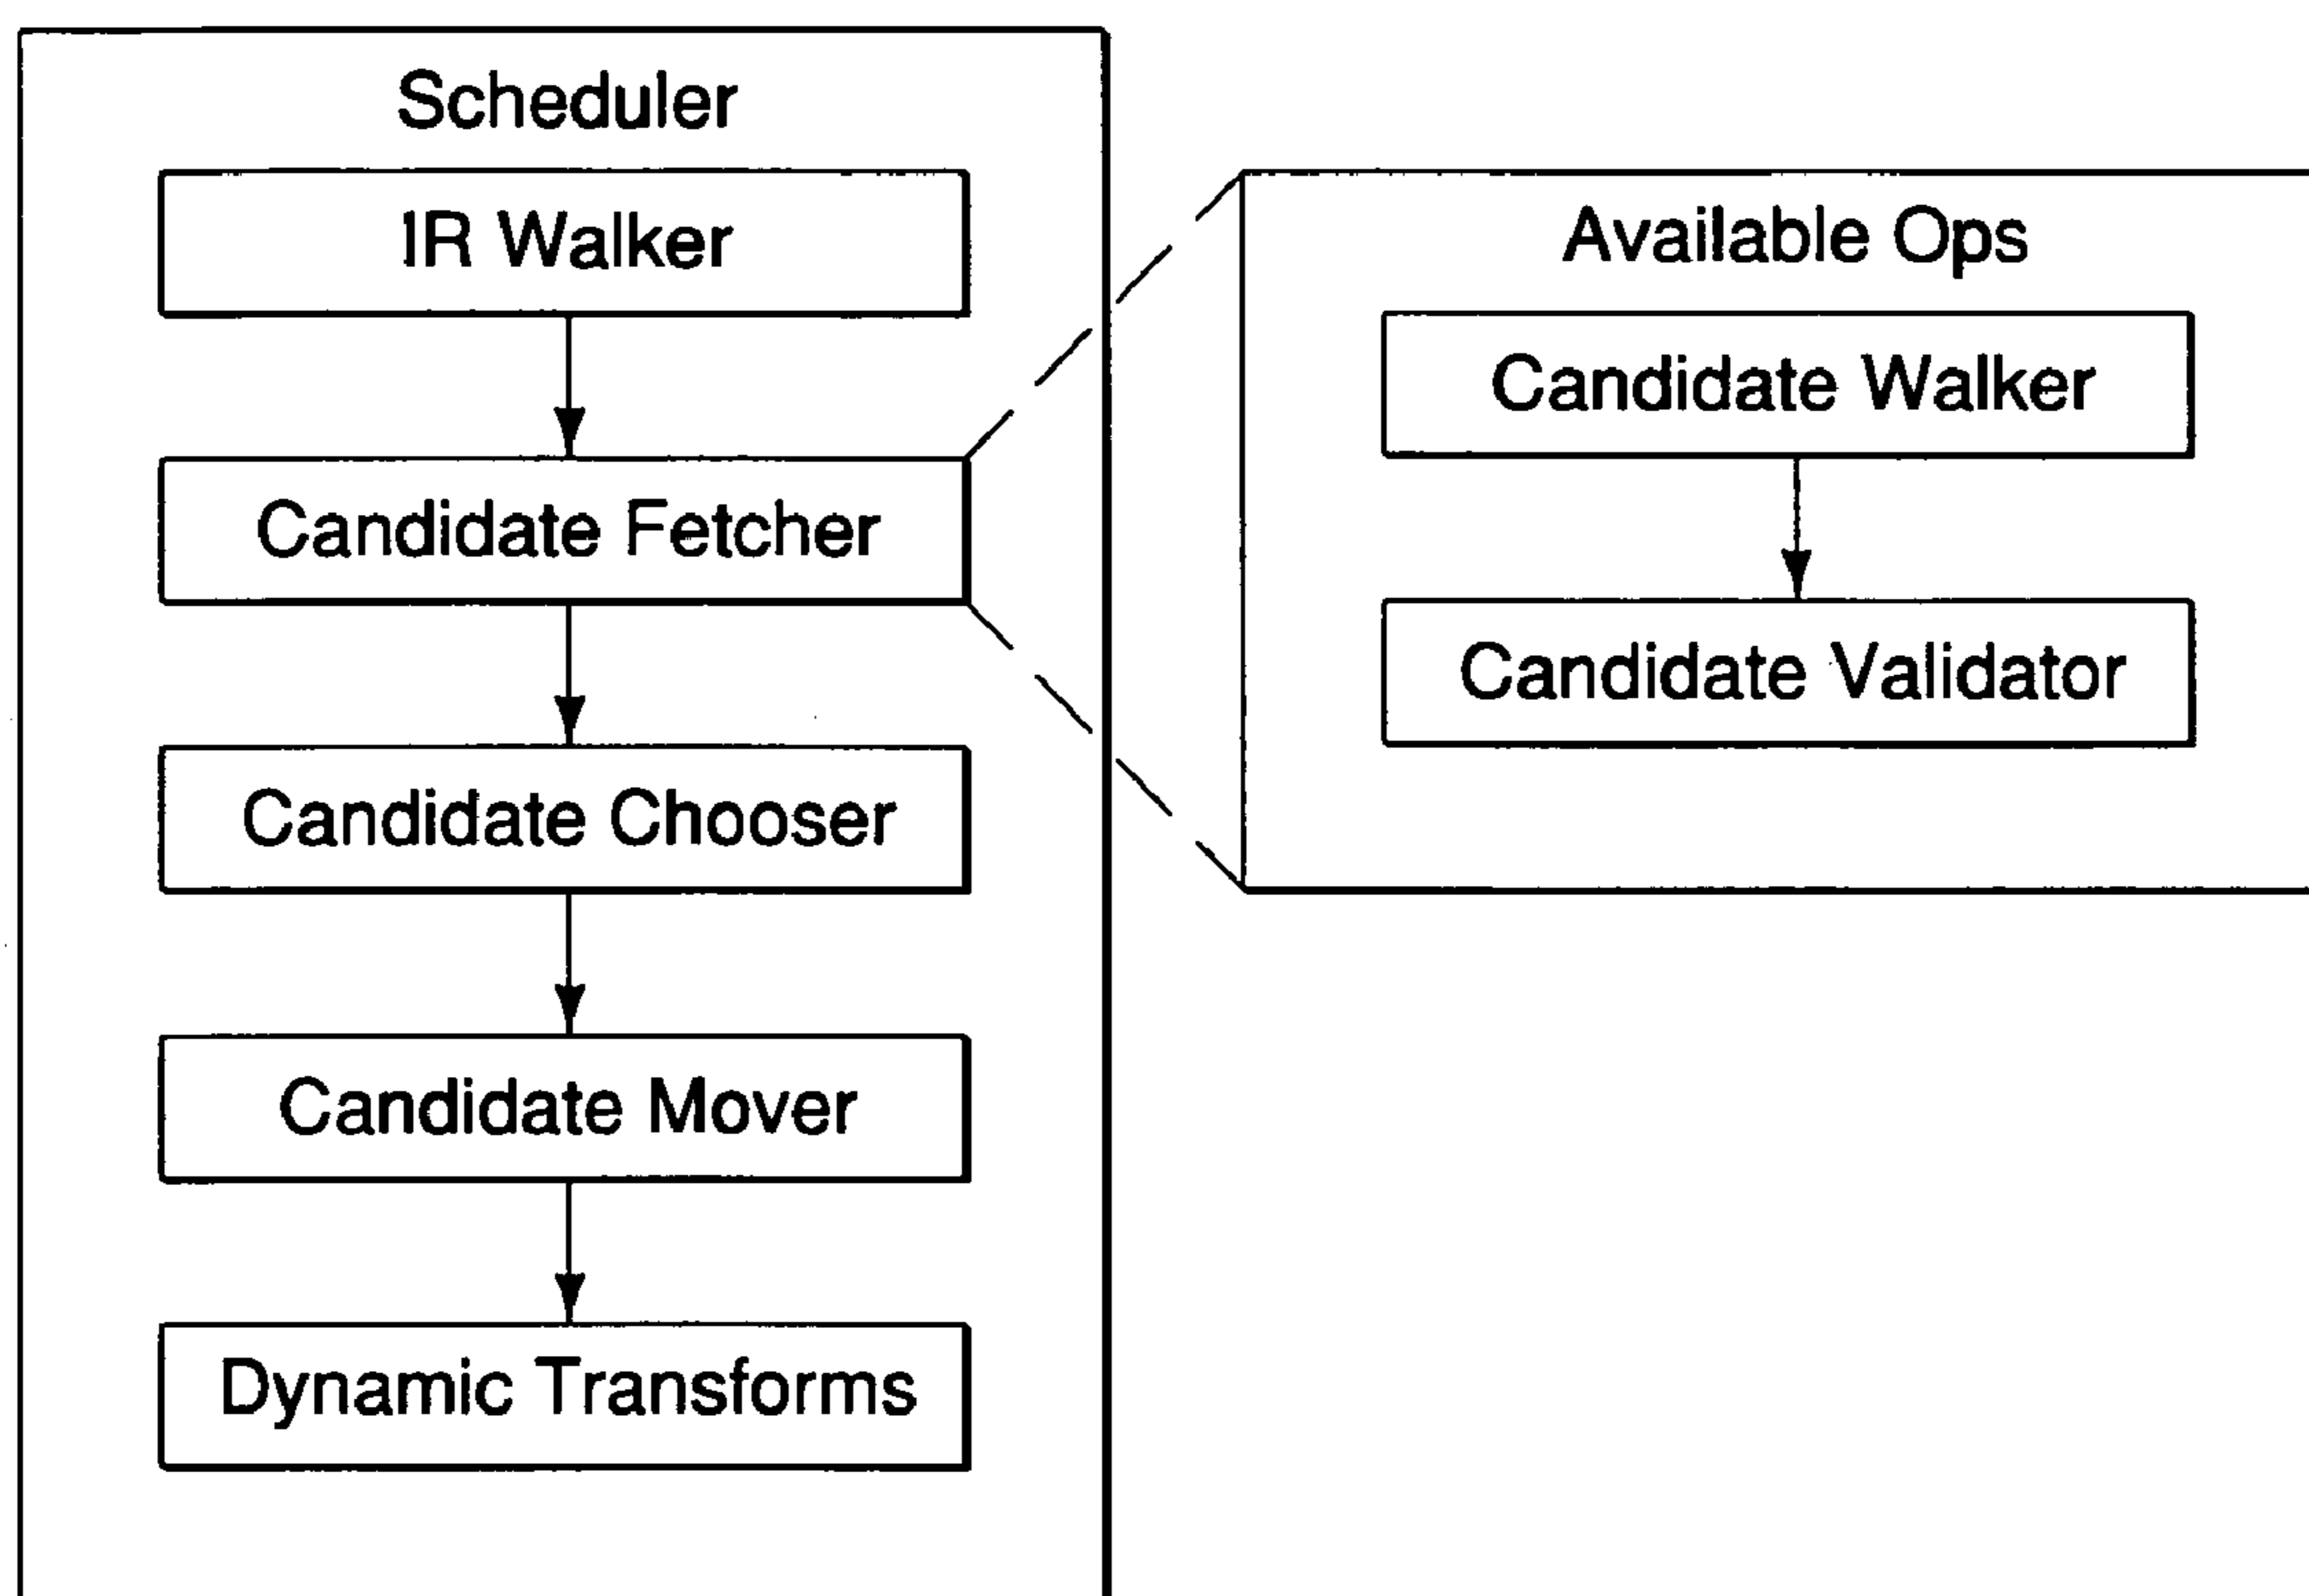 Scheduler
IR Walker
Candidate Fetcher
Candidate Chooser
Candidate Mover
Dynamic Transforms
Available Ops
Candidate Walker
Candidate Validator